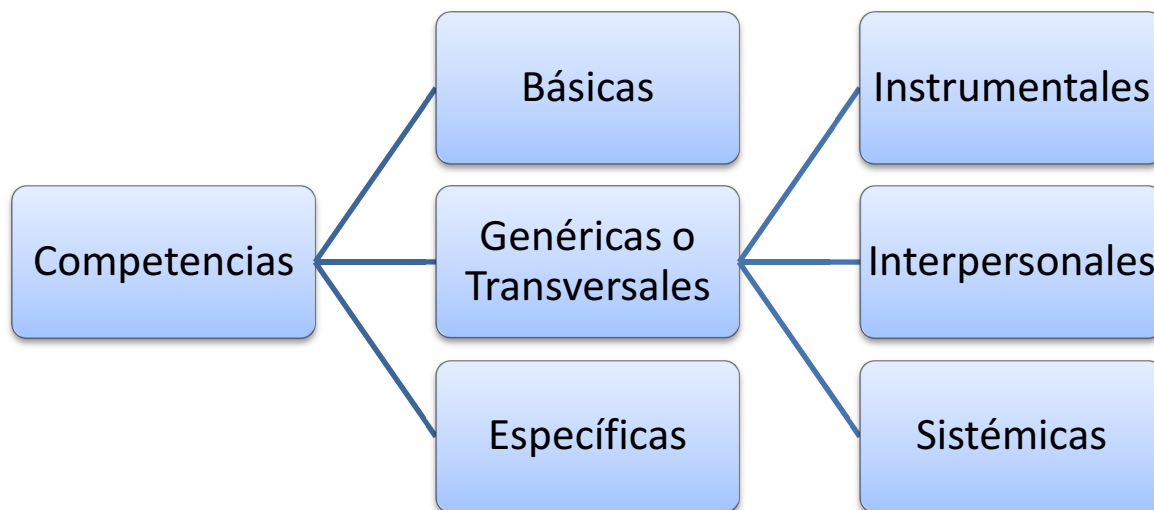 Competencias
Básicas
Genéricas o
Transversales
Específicas
Instrumentales
Interpersonales
Sistémicas